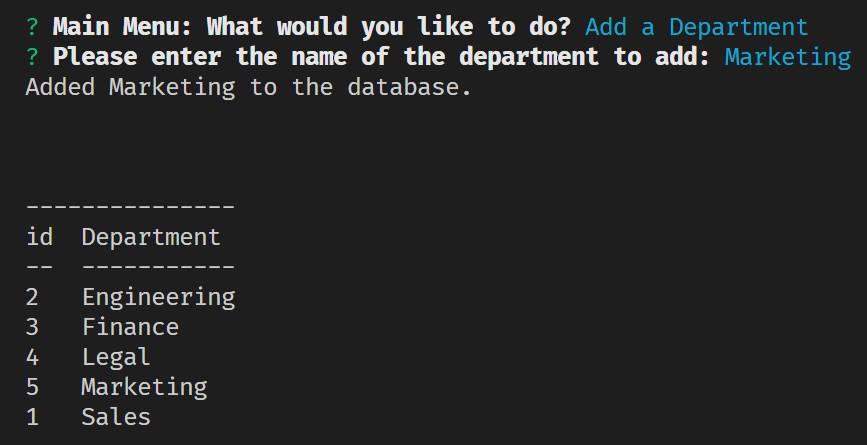 ? Main Menu: What would you like to do? Add a Department
? Please enter the name of the department to add: Marketing
Added Marketing to the database.
---------------
id  Department
--  -----------
2   Engineering
3   Finance
4   Legal
5   Marketing
1   Sales